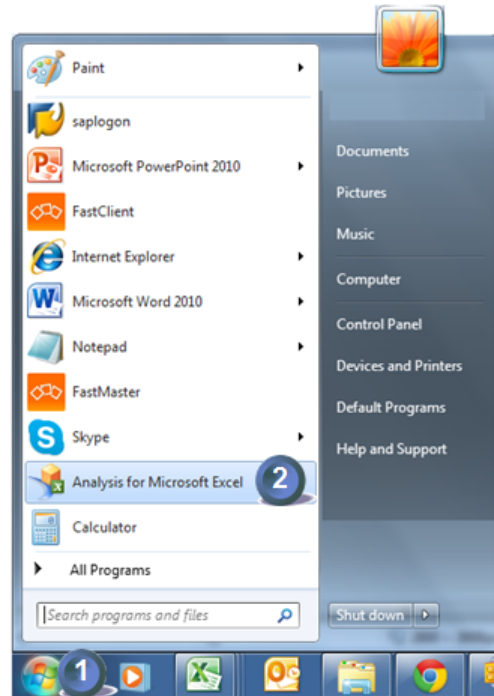 Paint
saplogon
Microsoft PowerPoint 2010
FastClient
Internet Explorer
Microsoft Word 2010
Notepad
FastMaster
Skype
Analysis for Microsoft Excel 2
Calculator
All Programs
Search programs and files
Documents
Pictures
Music
Computer
Control Panel
Devices and Printers
Default Programs
Help and Support
Shut down
1